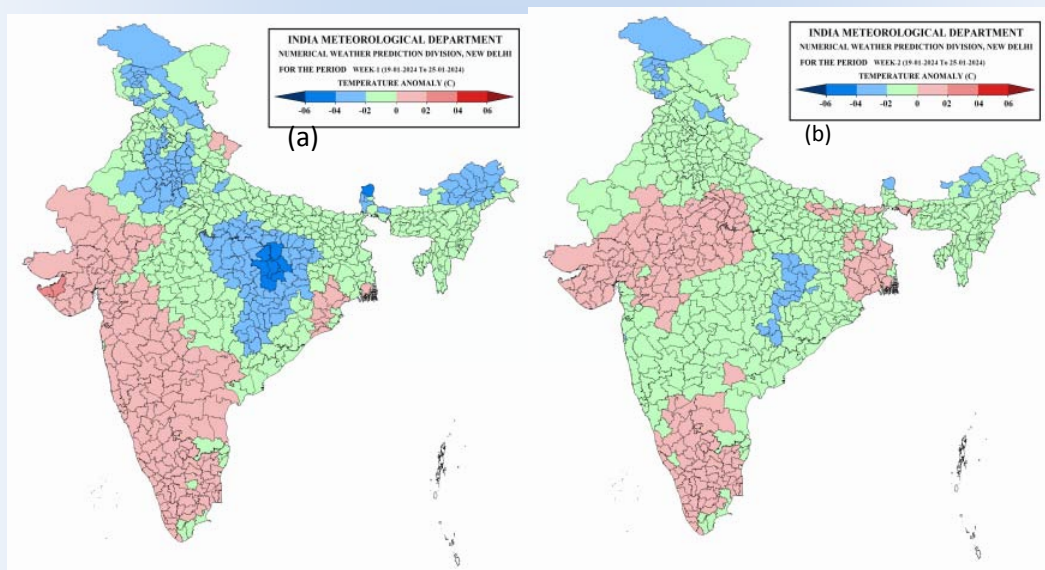 INDIA METEOROLOGICAL DEPARTMENT
NUMERICAL WEATHER PREDICTION DIVISION, NEW DELHI
FOR THE PERIOD WEEK-1 (19-01-2024 To 25-01-2024)
TEMPERATURE ANOMALY (C)
-06 -04 -02 0 02 04 06
(a)
INDIA METEOROLOGICAL DEPARTMENT
NUMERICAL WEATHER PREDICTION DIVISION, NEW DELHI
FOR THE PERIOD WEEK-2 (19-01-2024 To 25-01-2024)
TEMPERATURE ANOMALY (C)
-06 -04 -02 0 02 04 06
(b)